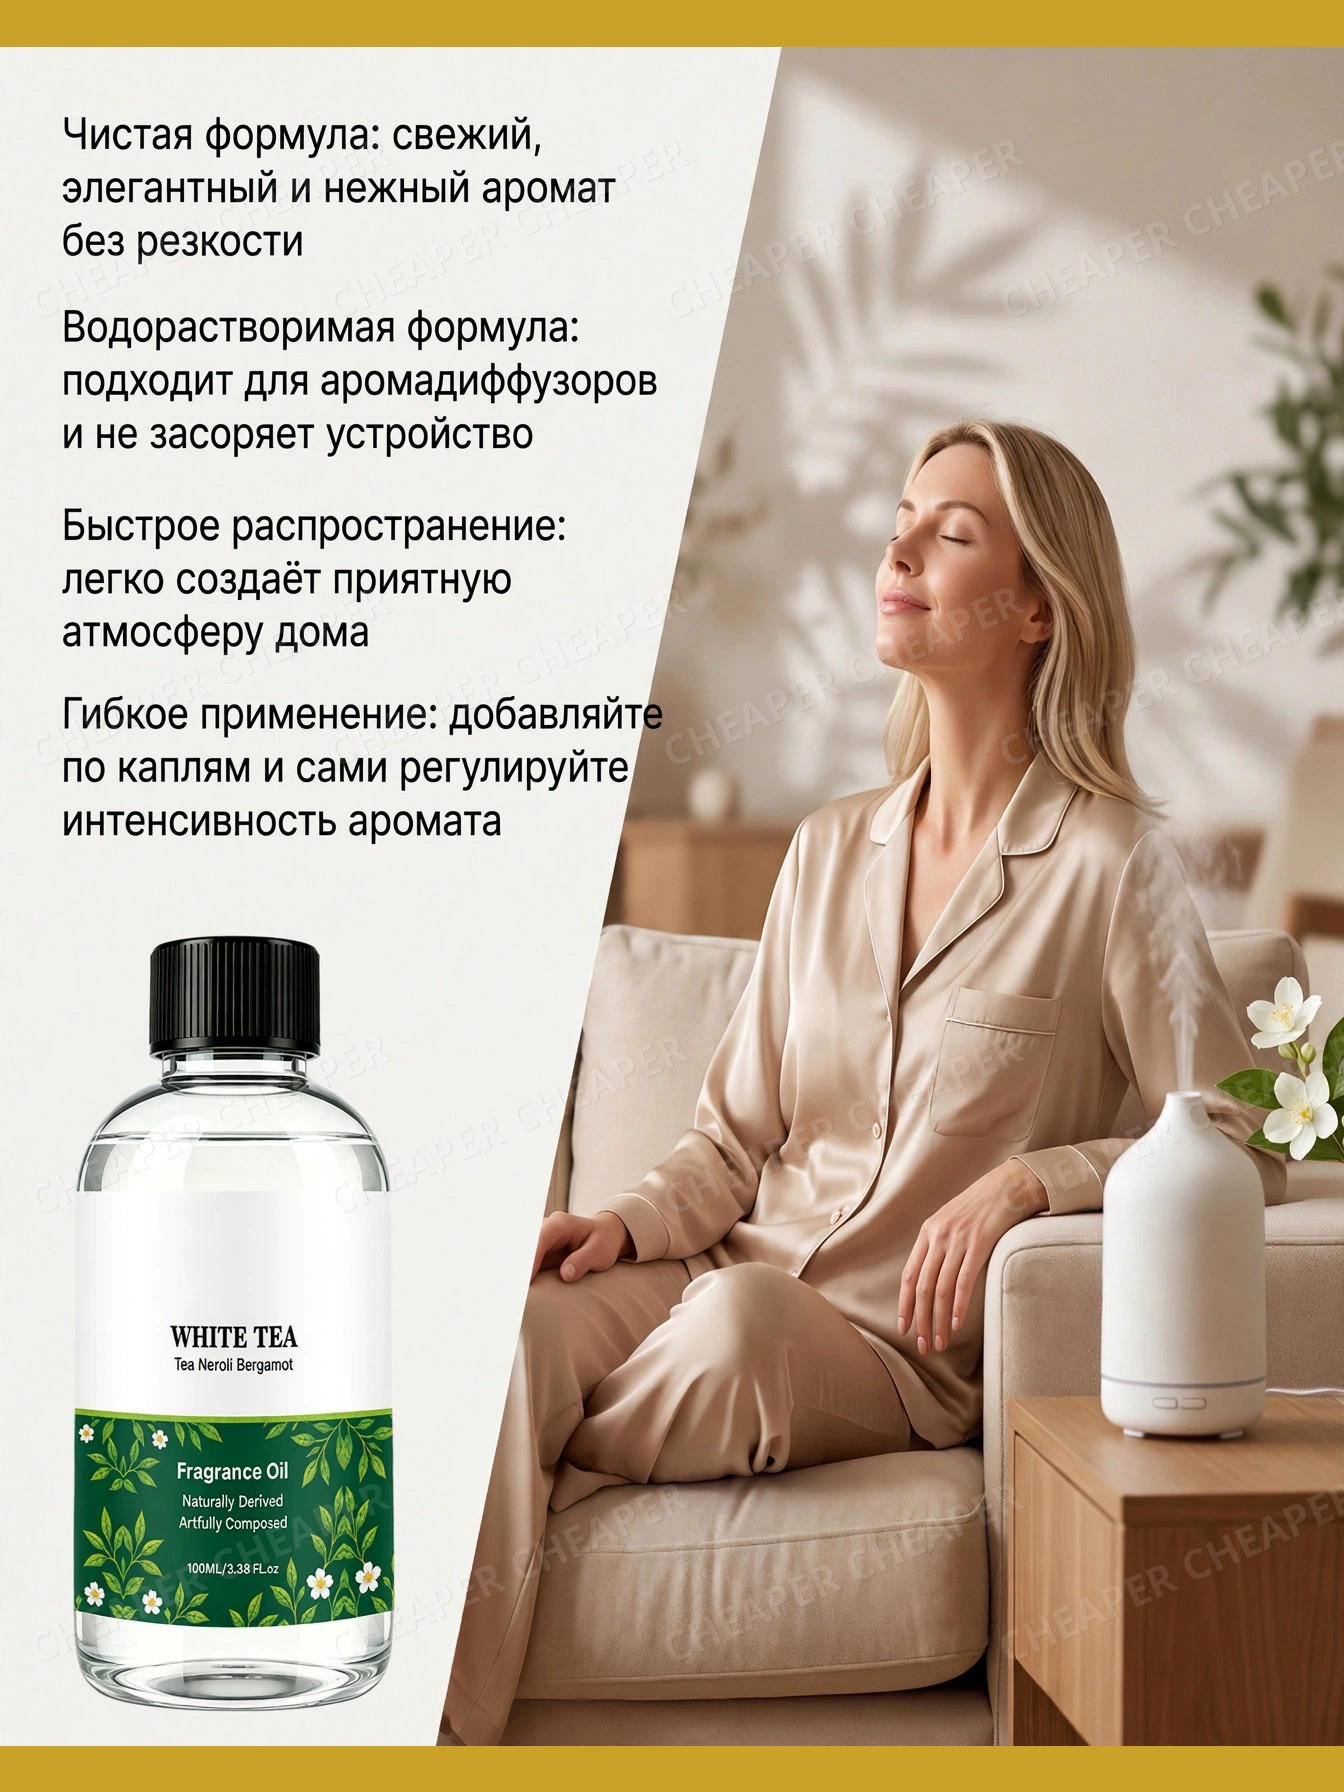 Чистая формула: свежий,
элегантный и нежный аромат
без резкости
Водорастворимая формула:
подходит для аромадиффузоров
и не засоряет устройство
Быстрое распространение:
легко создаёт приятную
атмосферу дома
Гибкое применение: добавляйте
по каплям и сами регулируйте
интенсивность аромата
WHITE TEA
Tea Neroli Bergamot
Fragrance Oil
Naturally Derived
Artfully Composed
100ML/3.38 FL.oz
CHEAPER CHEAPER CHEAPER CHEAPER